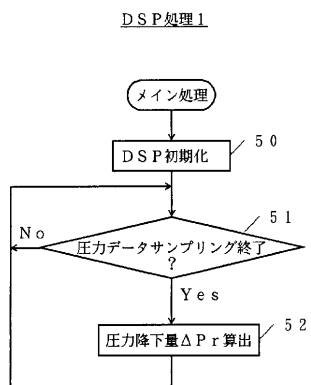 DSP処理1
メイン処理
DSP初期化
50
圧力データサンプリング終了
?
51
No
Yes
圧力降下量ΔPr算出
52